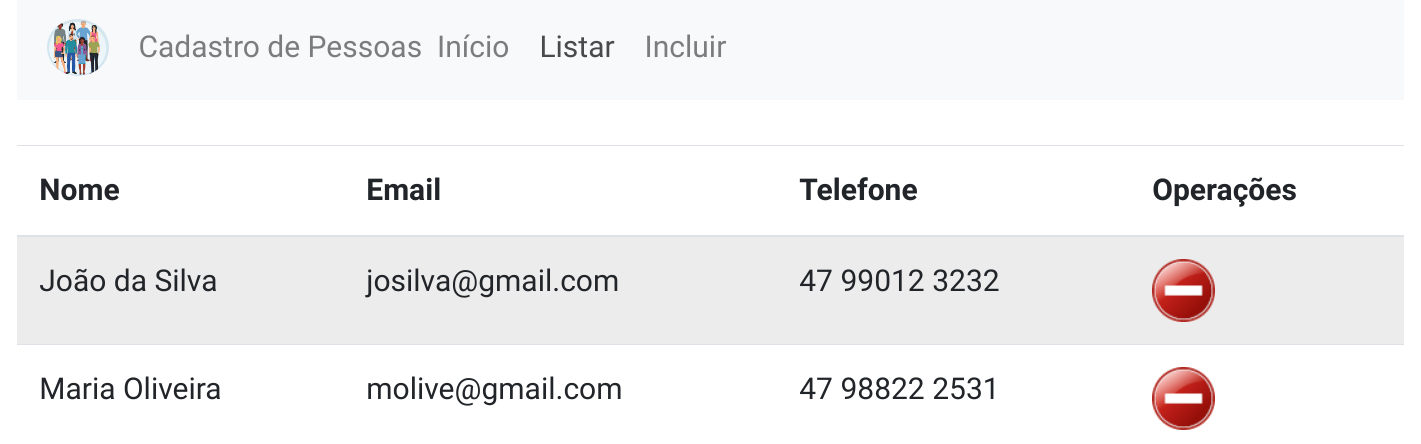 Cadastro de Pessoas Início Listar Incluir
Nome Email Telefone Operações
João da Silva josilva@gmail.com 47 99012 3232
Maria Oliveira molive@gmail.com 47 98822 2531